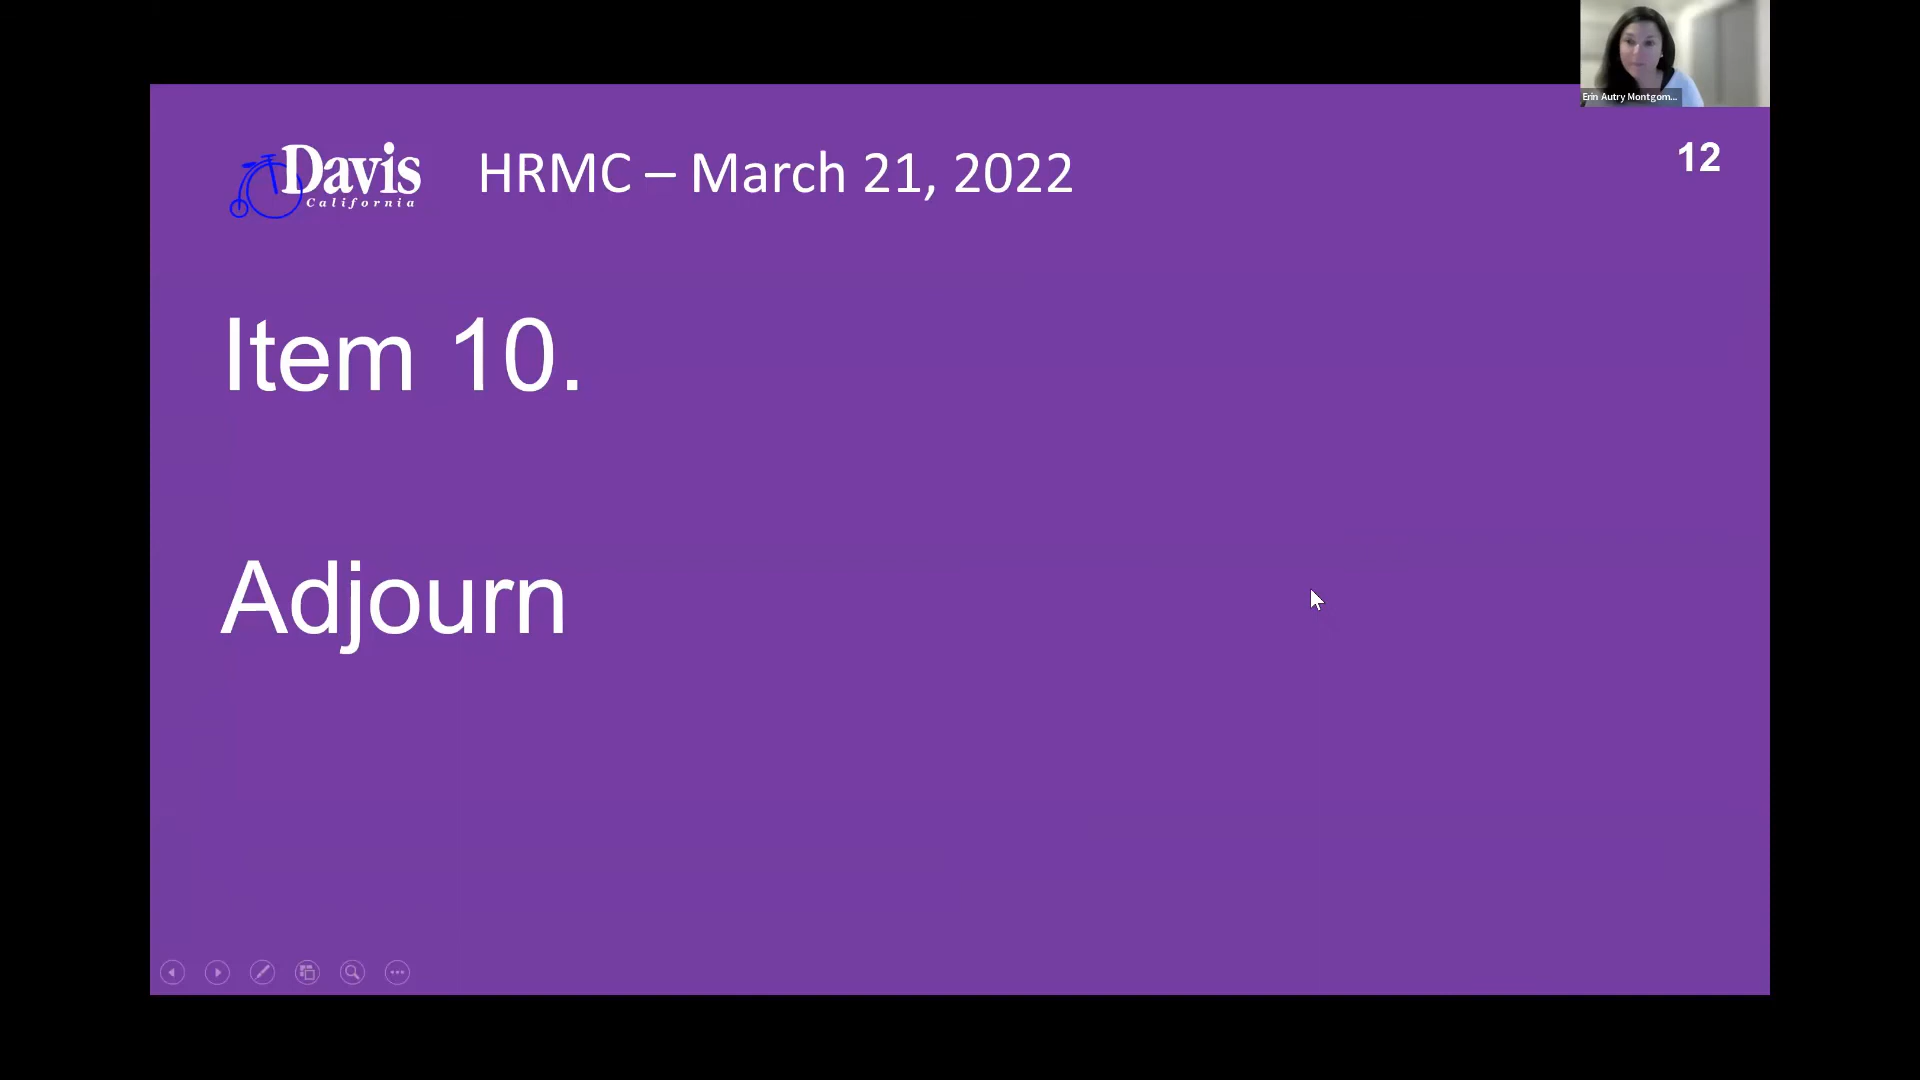 Erin Autry Montgom...
Davis
California
HRMC – March 21, 2022
12
Item 10.
Adjourn